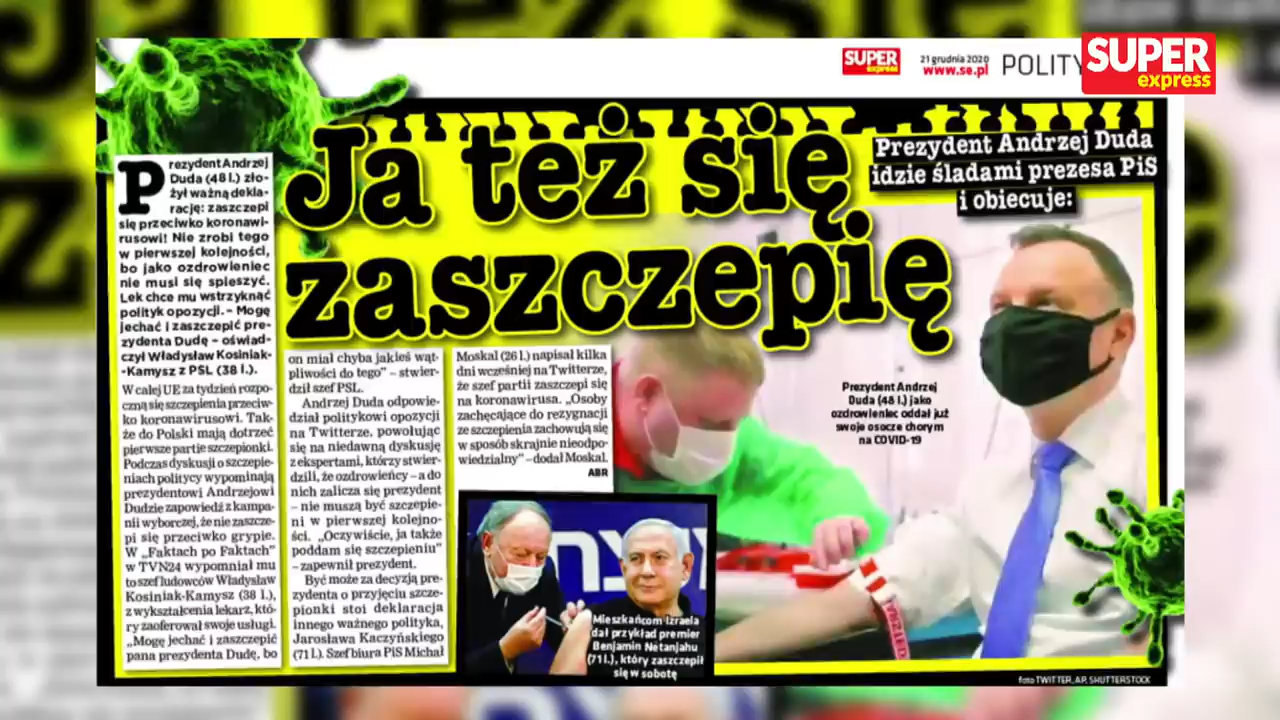 SUPER
express
21 grudnia 2020
www.se.pl
POLITY
SUPER
express
Ja też się
zaszczepię
Prezydent Andrzej Duda
idzie śladami prezesa PiS
i obiecuje:
Prezydent Andrzej
Duda (48 l.) zło-
żył ważną dekla-
rację: zaszczepi
się przeciwko koronawi-
rusowi! Nie zrobi tego
w pierwszej kolejności,
bo jako ozdrowieniec
nie musi się spieszyć.
Lek chce mu wstrzyknąć
polityk opozycji. – Mogę
jechać i zaszczepić pre-
zydenta Dudę – oświad-
czył Władysław Kosiniak-
-Kamysz z PSL (38 l.).
W całej UE za tydzień rozpo-
czną się szczepienia przeciw-
ko koronawirusowi. Tak-
że do Polski mają dotrzeć
pierwsze partie szczepionki.
Podczas dyskusji o szczepie-
niach politycy wypominają
prezydentowi Andrzejowi
Dudzie zapowiedź z kampa-
nii wyborczej, że nie zaszcze-
pi się przeciwko grypie.
W „Faktach po Faktach”
w TVN24 wypomniał mu
to szef ludowców Władysław
Kosiniak-Kamysz (38 l.),
z wykształcenia lekarz, któ-
ry zaoferował swoje usługi.
„Mogę jechać i zaszczepić
pana prezydenta Dudę, bo
on miał chyba jakieś wąt-
pliwości do tego” – stwier-
dził szef PSL.
Andrzej Duda odpowie-
dział politykowi opozycji
na Twitterze, powołując
się na niedawną dyskusję
z ekspertami, którzy stwier-
dzili, że ozdrowieńcy – a do
nich zalicza się prezydent
– nie muszą być szczepie-
ni w pierwszej kolejno-
ści. „Oczywiście, ja także
poddam się szczepieniu”
– zapewnił prezydent.
Być może za decyzją pre-
zydenta o przyjęciu szcze-
pionki stoi deklaracja
innego ważnego polityka,
Jarosława Kaczyńskiego
(71 l.). Szef biura PiS Michał
Moskal (26 l.) napisał kilka
dni wcześniej na Twitterze,
że szef partii zaszczepi się
na koronawirusa. „Osoby
zachęcające do rezygnacji
ze szczepienia zachowują się
w sposób skrajnie nieodpo-
wiedzialny” – dodał Moskal.
ABR
Prezydent Andrzej
Duda (48 l.) jako
ozdrowieniec oddał już
swoje osocze chorym
na COVID-19
Mieszkańcom Izraela
dał przykład premier
Benjamin Netanjahu
(71 l.), który zaszczepił
się w sobotę
foto TWITTER, AP, SHUTTERSTOCK